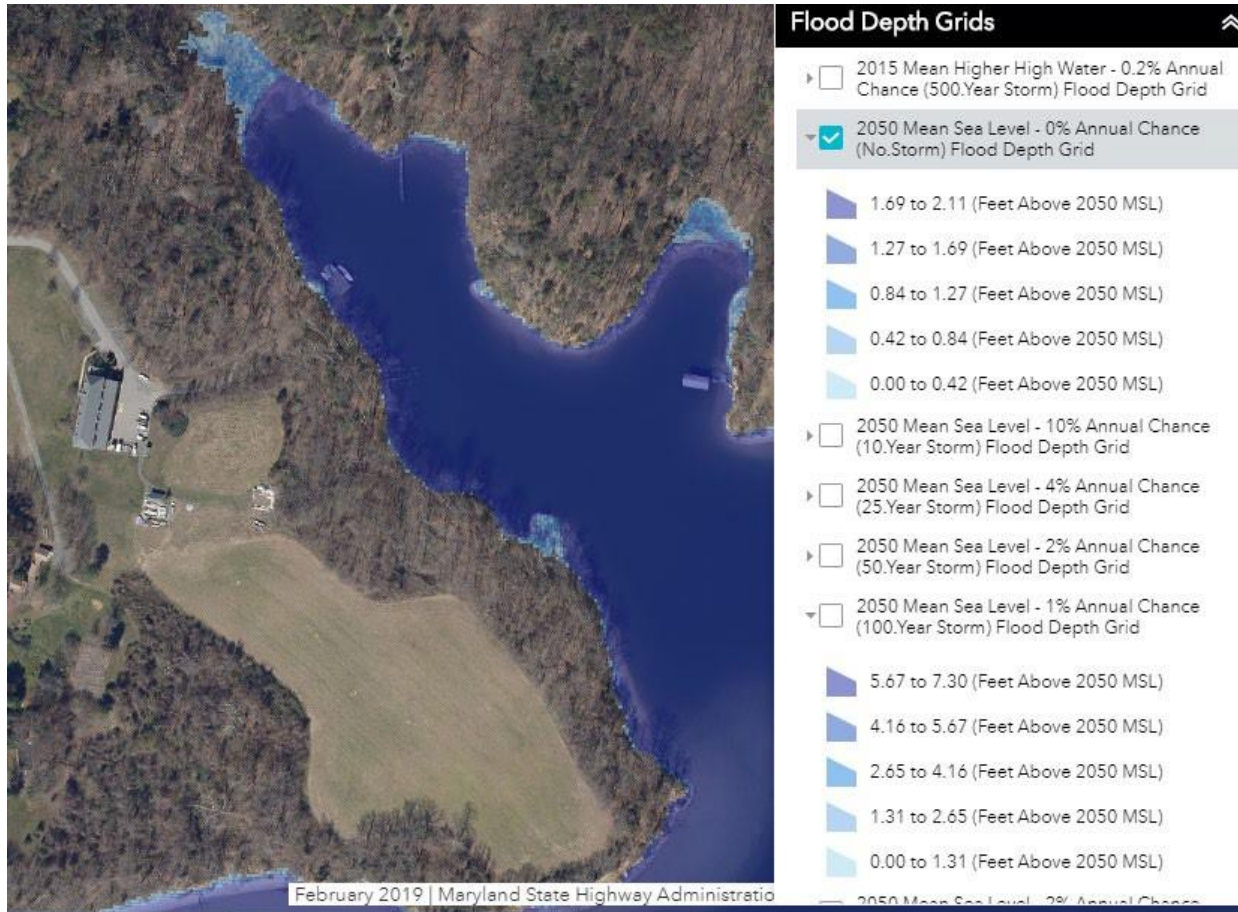 Flood Depth Grids
2015 Mean Higher High Water - 0.2% Annual
Chance (500.Year Storm) Flood Depth Grid
2050 Mean Sea Level - 0% Annual Chance
(No.Storm) Flood Depth Grid
1.69 to 2.11 (Feet Above 2050 MSL)
1.27 to 1.69 (Feet Above 2050 MSL)
0.84 to 1.27 (Feet Above 2050 MSL)
0.42 to 0.84 (Feet Above 2050 MSL)
0.00 to 0.42 (Feet Above 2050 MSL)
2050 Mean Sea Level - 10% Annual Chance
(10.Year Storm) Flood Depth Grid
2050 Mean Sea Level - 4% Annual Chance
(25.Year Storm) Flood Depth Grid
2050 Mean Sea Level - 2% Annual Chance
(50.Year Storm) Flood Depth Grid
2050 Mean Sea Level - 1% Annual Chance
(100.Year Storm) Flood Depth Grid
5.67 to 7.30 (Feet Above 2050 MSL)
4.16 to 5.67 (Feet Above 2050 MSL)
2.65 to 4.16 (Feet Above 2050 MSL)
1.31 to 2.65 (Feet Above 2050 MSL)
0.00 to 1.31 (Feet Above 2050 MSL)
2050 Mean Sea Level - Annual Chance
February 2019 | Maryland State Highway Administratio